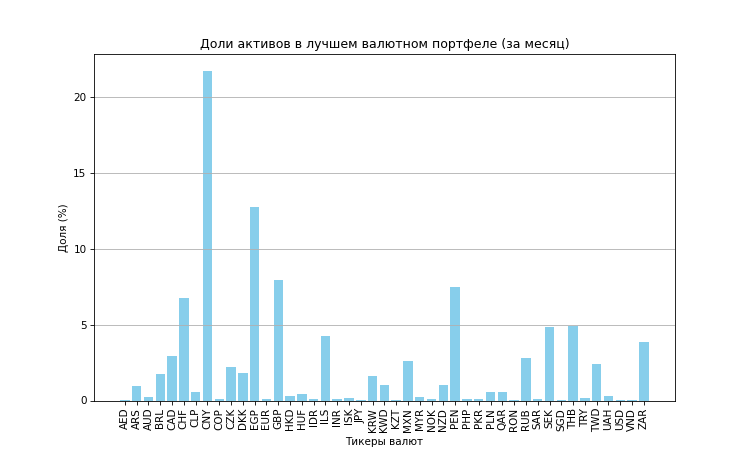 Доли активов в лучшем валютном портфеле (за месяц)
Доля (%)
20
15
10
5
0
AED ARS AUD BRL CAD CHF CLP CNY COP CZK DKK EGP EUR GBP HKD HUF IDR ILS INR ISK JPY KRW KWD KZT MXN MYR NOK NZD PEN PHP PKR PLN QAR RON RUB SAR SEK SGD THB TRY TWD UAH USD VND ZAR
Тикеры валют